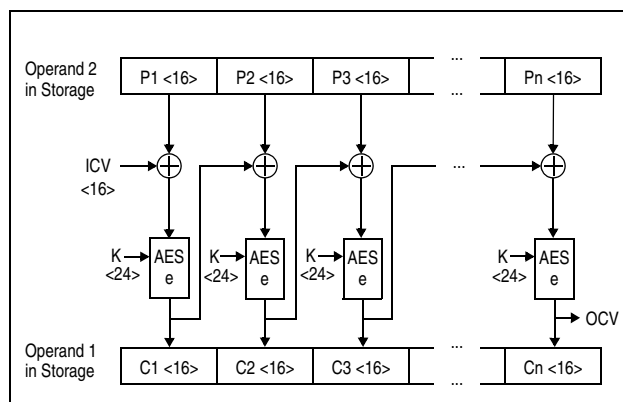 Operand 2
in Storage
P1 <16> P2 <16> P3 <16> ... ... Pn <16>
ICV
<16>
...
K
<24>
AES
e
K
<24>
AES
e
K
<24>
AES
e
K
<24>
AES
e
OCV
Operand 1
in Storage
C1 <16> C2 <16> C3 <16> ... ... Cn <16>